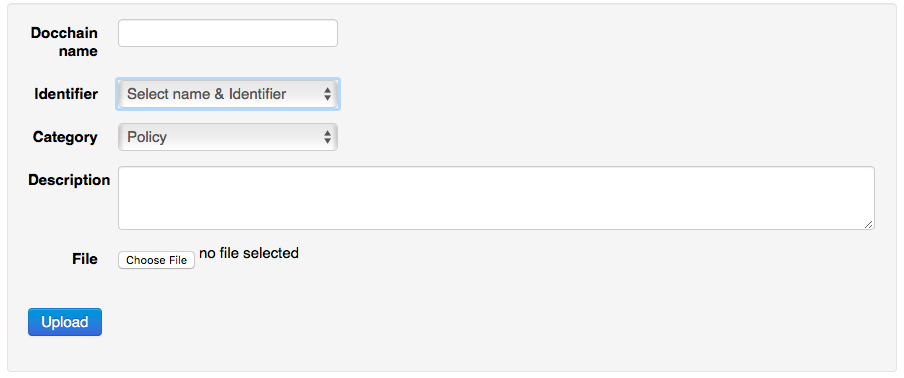 Docchain
name
Identifier Select name & Identifier
Category Policy
Description
File Choose File no file selected
Upload